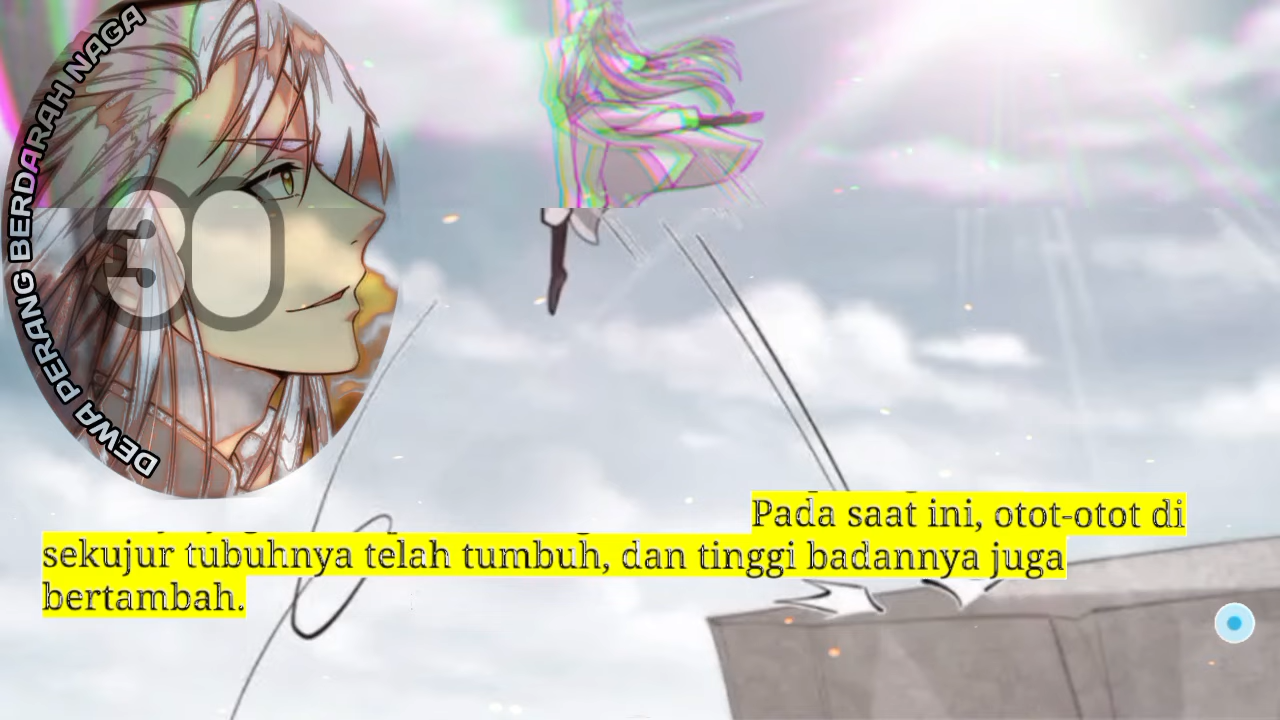 DEWA PERANG BERDARAH NAGA
30
Pada saat ini, otot-otot di
sekujur tubuhnya telah tumbuh, dan tinggi badannya juga
bertambah.